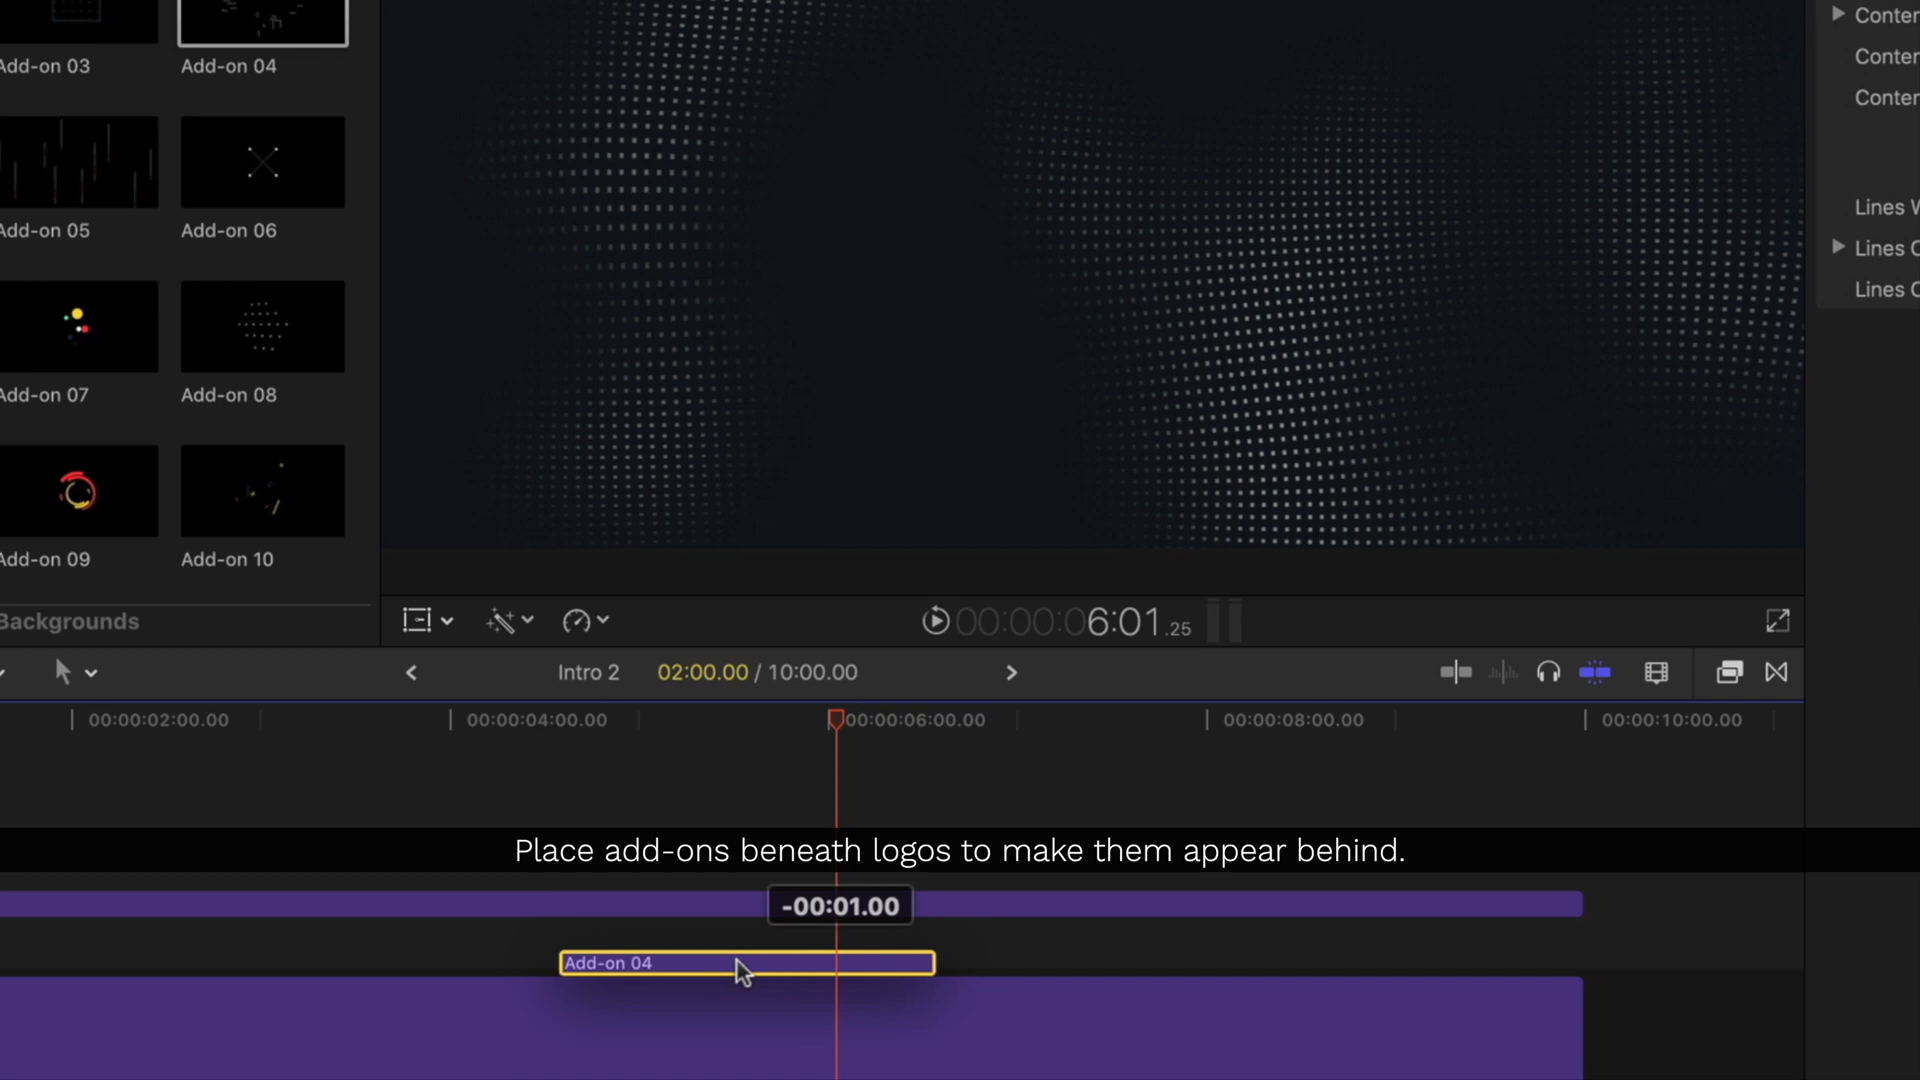 Add-on 03
Add-on 04
Add-on 05
Add-on 06
Add-on 07
Add-on 08
Add-on 09
Add-on 10
Backgrounds
Lines
Lines
Lines
00:00:06:01.25
Intro 2
02:00.00 / 10:00.00
00:00:02:00.00
00:00:04:00.00
00:00:06:00.00
00:00:08:00.00
00:00:10:00.00
Place add-ons beneath logos to make them appear behind.
-00:01.00
Add-on 04